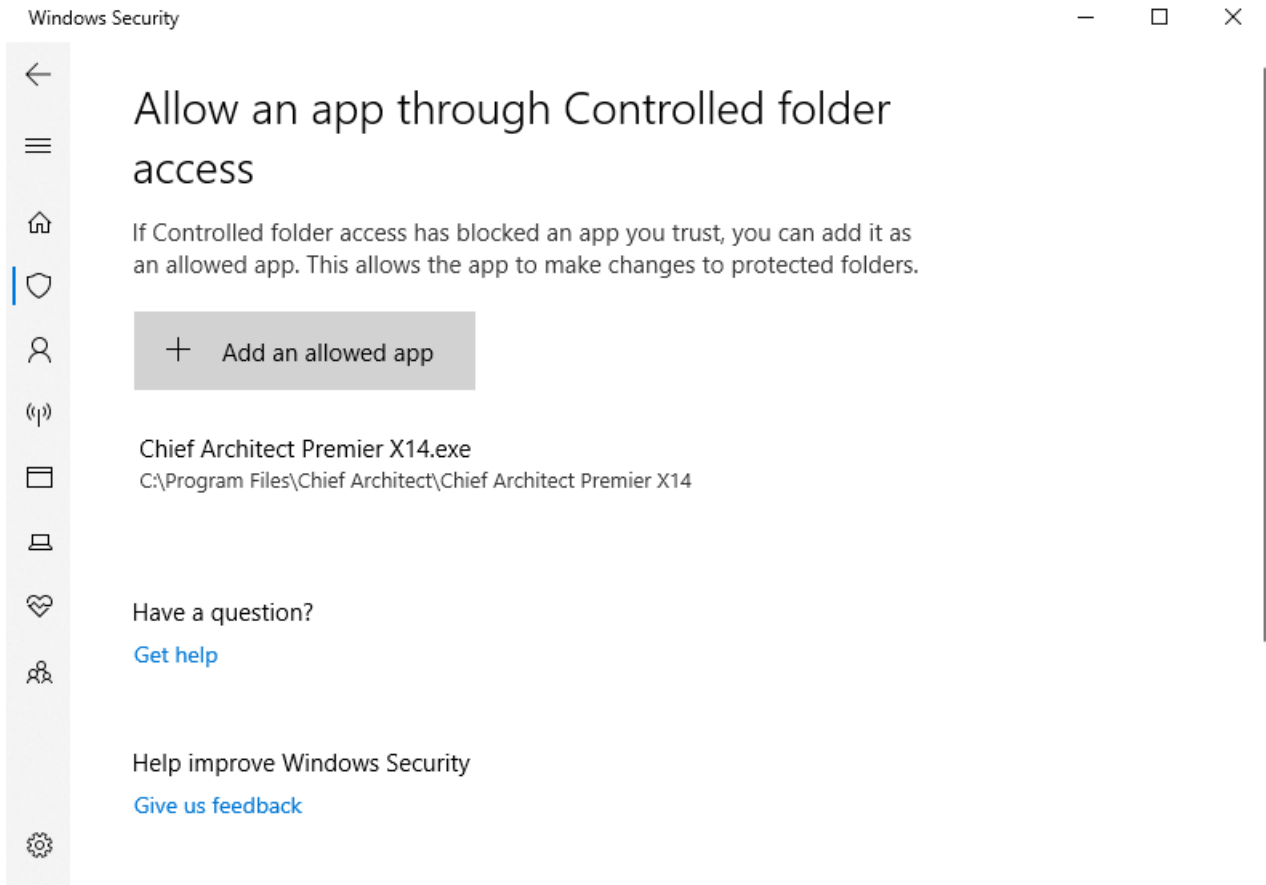 Windows Security
Allow an app through Controlled folder
access
If Controlled folder access has blocked an app you trust, you can add it as
an allowed app. This allows the app to make changes to protected folders.
Add an allowed app
Chief Architect Premier X14.exe
C:\Program Files\Chief Architect\Chief Architect Premier X14
Have a question?
Get help
Help improve Windows Security
Give us feedback